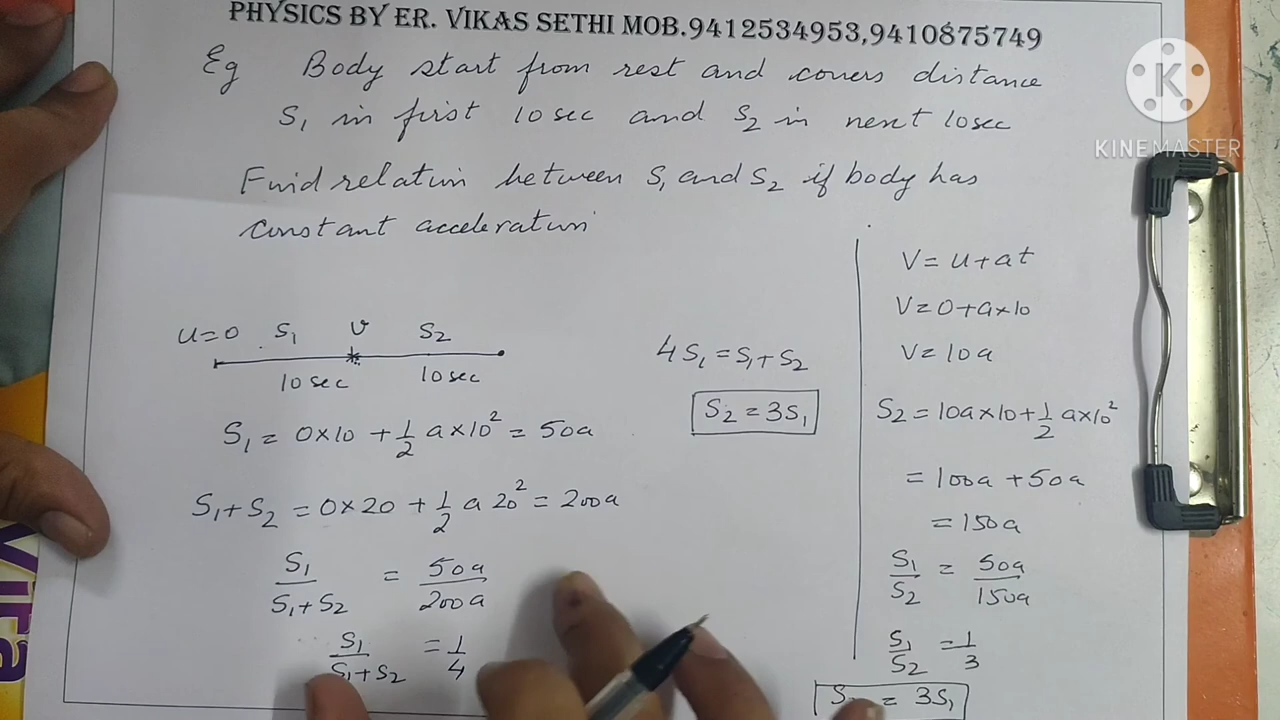 PHYSICS BY ER. VIKAS SETHI MOB.9412534953,9410875749
Eg Body start from rest and covers distance
S₁ in first 10 sec and S₂ in next 10sec
Find relation between S₁ and S₂ if body has
constant acceleration
K
KINEMASTER
u=0 S₁ v S₂
10 sec 10 sec
S₁ = 0×10 + 1/2 a×10² = 50a
S₁+S₂ = 0×20 + 1/2 a 20² = 200a
S₁/(S₁+S₂) = 50a/200a
S₁/(S₁+S₂) = 1/4
4S₁ = S₁+S₂
S₂ = 3S₁
V = u+at
V = 0+a×10
V = 10a
S₂ = 10a×10+1/2 a×10²
= 100a + 50a
= 150a
S₁/S₂ = 50a/150a
S₁/S₂ = 1/3
S = 3S₁